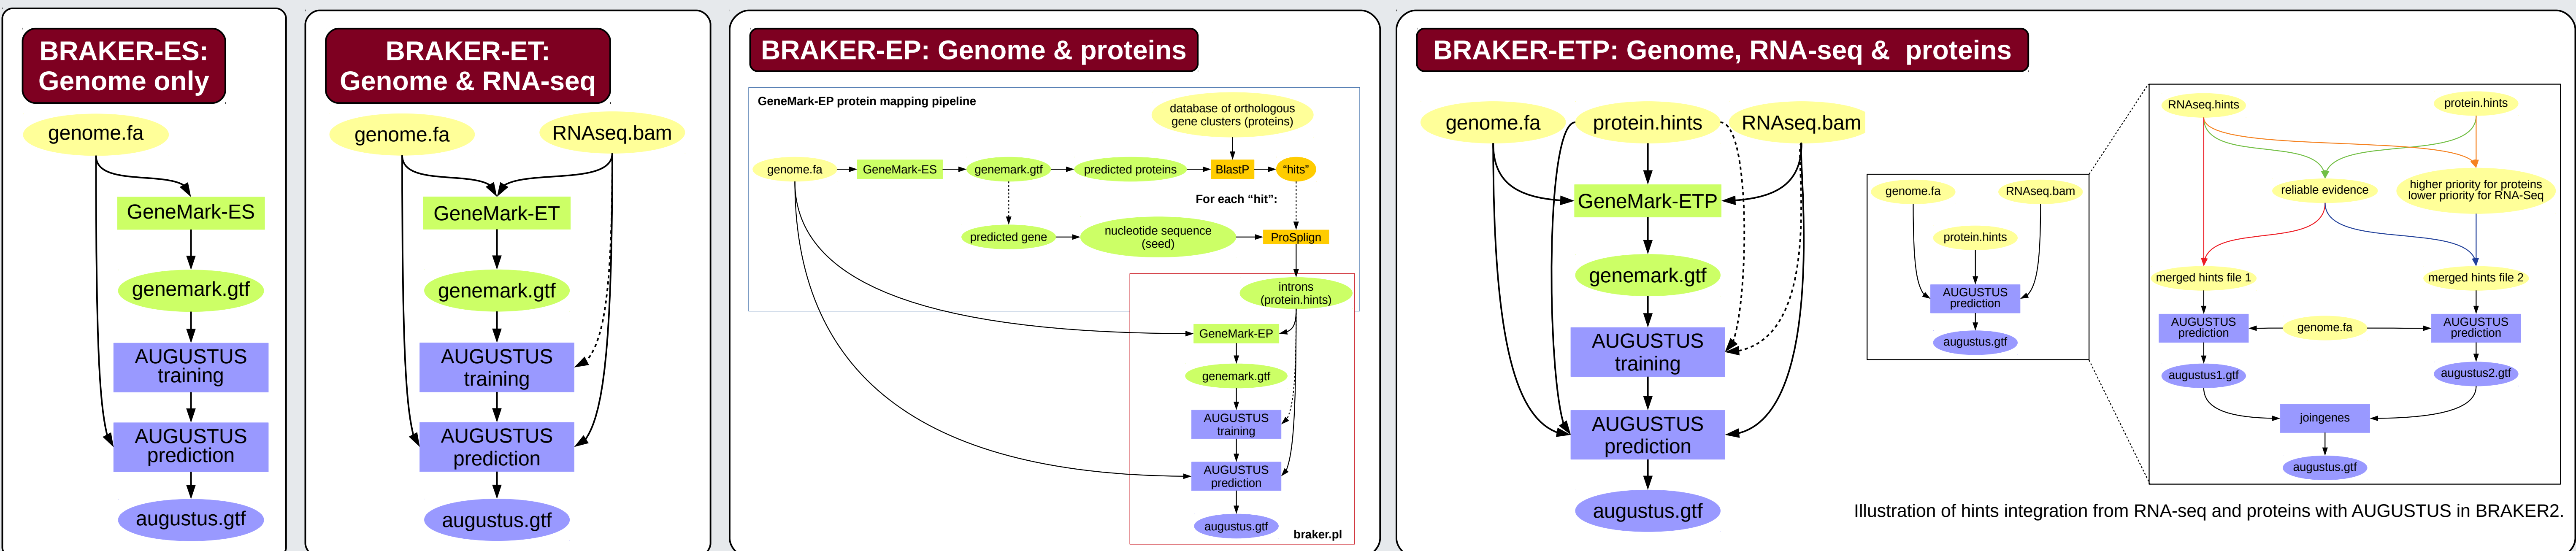 BRAKER-ES:
Genome only
genome.fa
GeneMark-ES
genemark.gtf
AUGUSTUS
training
AUGUSTUS
prediction
augustus.gtf
BRAKER-ET:
Genome & RNA-seq
genome.fa
RNAseq.bam
GeneMark-ET
genemark.gtf
AUGUSTUS
training
AUGUSTUS
prediction
augustus.gtf
BRAKER-EP: Genome & proteins
GeneMark-EP protein mapping pipeline
database of orthologous
gene clusters (proteins)
genome.fa
GeneMark-ES
genemark.gtf
predicted proteins
BlastP
“hits”
For each “hit”:
predicted gene
nucleotide sequence
(seed)
ProSplign
introns
(protein.hints)
GeneMark-EP
genemark.gtf
AUGUSTUS
training
AUGUSTUS
prediction
augustus.gtf
braker.pl
BRAKER-ETP: Genome, RNA-seq &  proteins
genome.fa
protein.hints
RNAseq.bam
GeneMark-ETP
genemark.gtf
AUGUSTUS
training
AUGUSTUS
prediction
augustus.gtf
genome.fa
RNAseq.bam
protein.hints
AUGUSTUS
prediction
augustus.gtf
RNAseq.hints
protein.hints
reliable evidence
higher priority for proteins
lower priority for RNA-Seq
merged hints file 1
merged hints file 2
AUGUSTUS
prediction
genome.fa
AUGUSTUS
prediction
augustus1.gtf
augustus2.gtf
joingenes
augustus.gtf
Illustration of hints integration from RNA-seq and proteins with AUGUSTUS in BRAKER2.